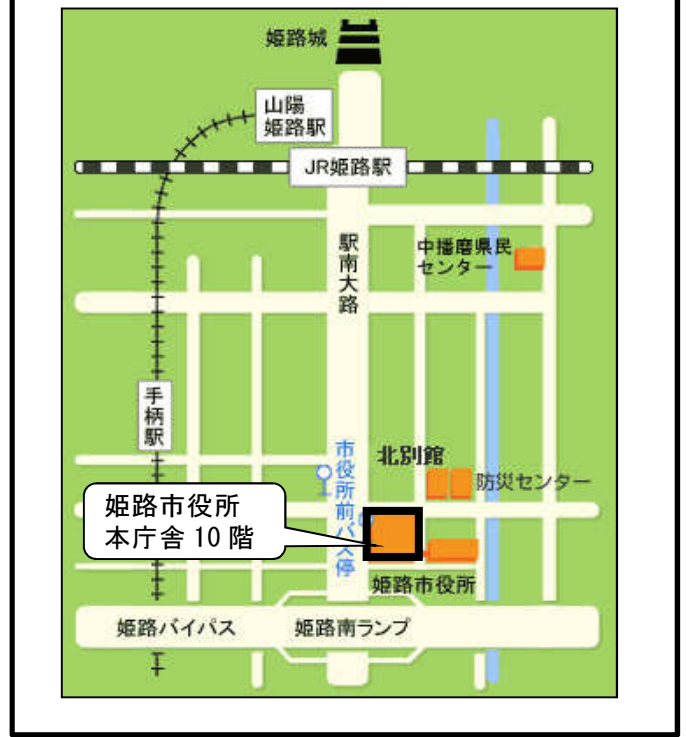 姫路城
山陽
姫路駅
JR姫路駅
駅南大路
中播磨県民
センター
手柄駅
市役所前バス停
北別館
防災センター
姫路市役所
本庁舎 10 階
姫路市役所
姫路バイパス
姫路南ランプ